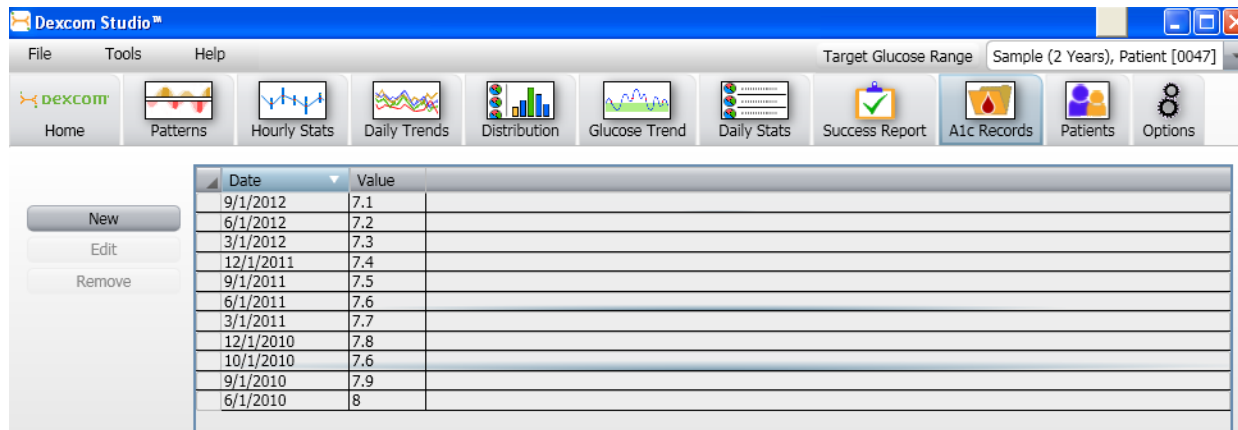 Dexcom Studio™
File Tools Help Target Glucose Range Sample (2 Years), Patient [0047]
Dexcom
Home Patterns Hourly Stats Daily Trends Distribution Glucose Trend Daily Stats Success Report A1c Records Patients Options
Date Value
9/1/2012 7.1
New 6/1/2012 7.2
3/1/2012 7.3
Edit 12/1/2011 7.4
9/1/2011 7.5
Remove 6/1/2011 7.6
3/1/2011 7.7
12/1/2010 7.8
10/1/2010 7.6
9/1/2010 7.9
6/1/2010 8